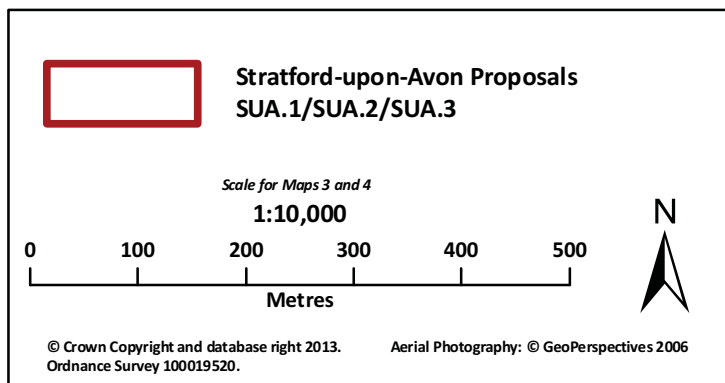 Stratford-upon-Avon Proposals
SUA.1/SUA.2/SUA.3
Scale for Maps 3 and 4
1:10,000
N
0 100 200 300 400 500
Metres
© Crown Copyright and database right 2013. Aerial Photography: © GeoPerspectives 2006
Ordnance Survey 100019520.